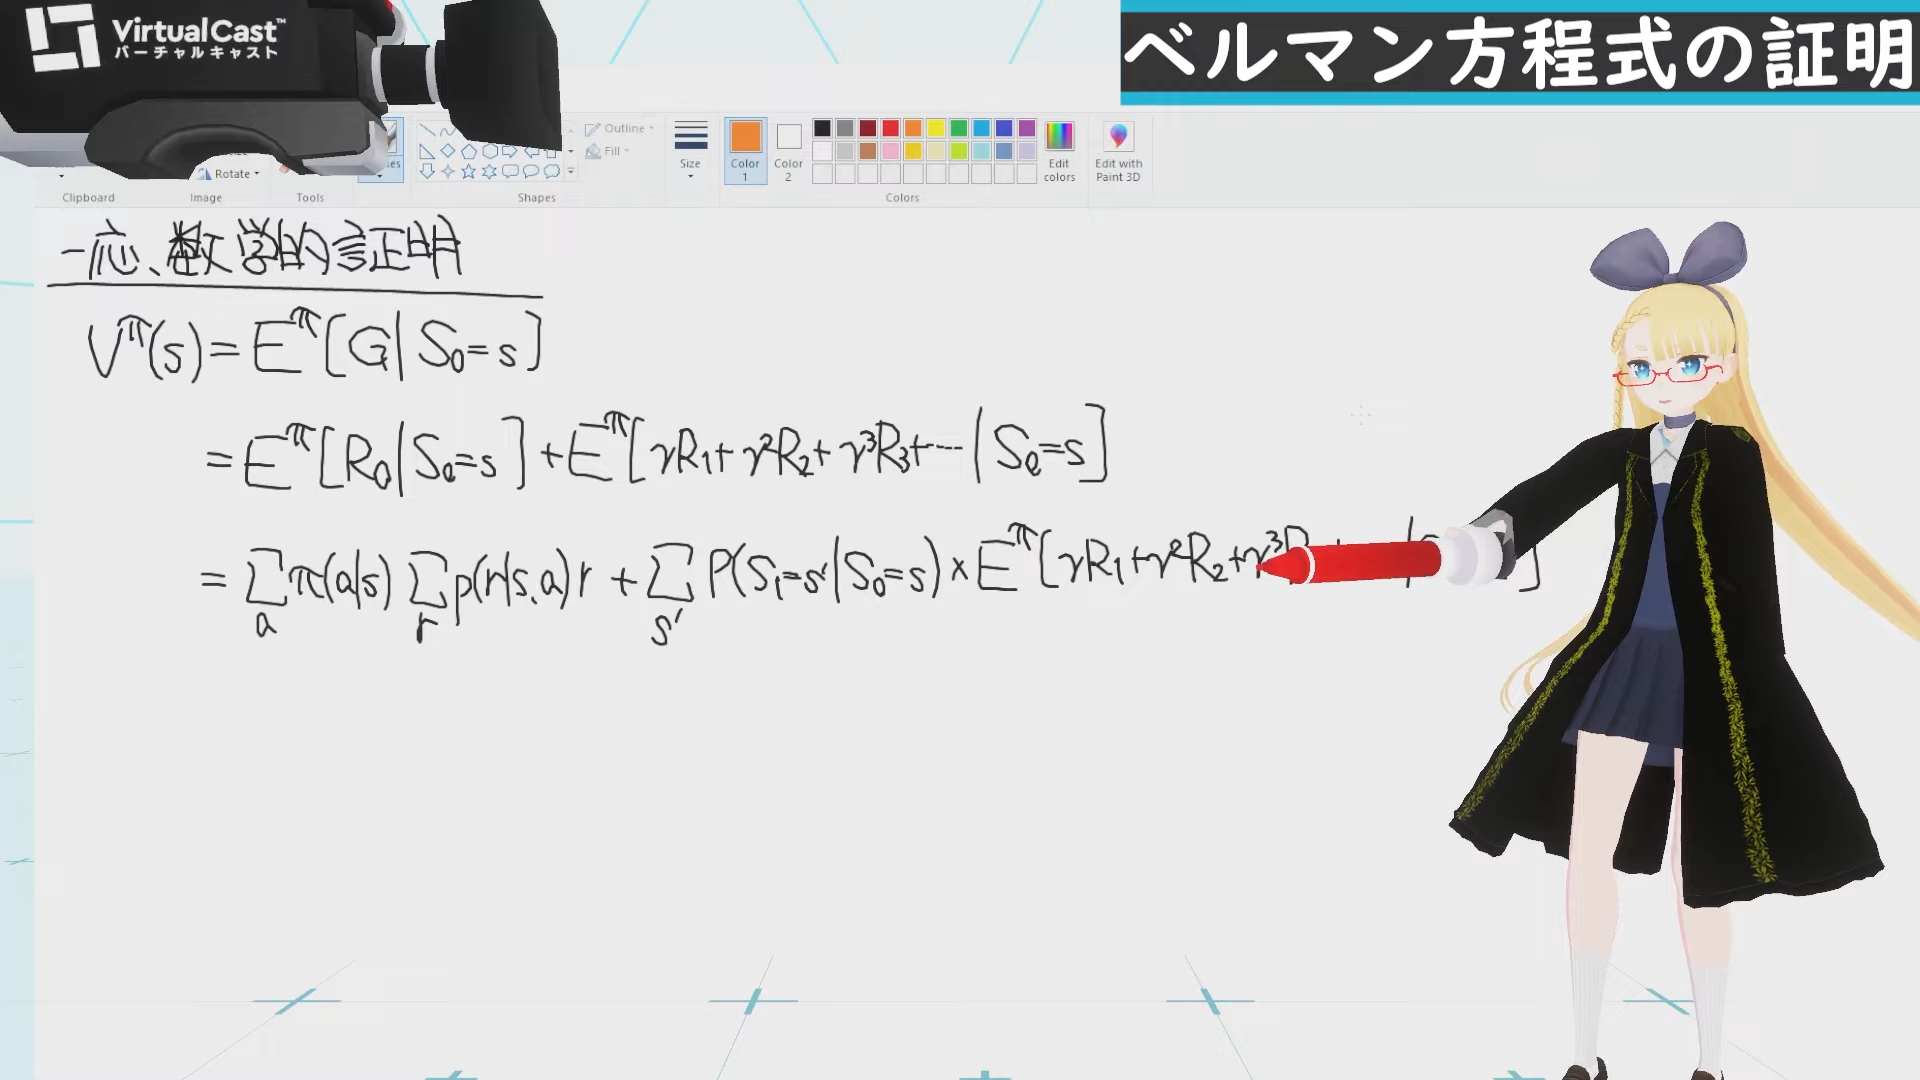 VirtualCast™
バーチャルキャスト
ベルマン方程式の証明
Outline
Fill
Rotate
Size
Color 1
Color 2
Edit colors
Edit with Paint 3D
Clipboard
Image
Tools
Shapes
Colors
一応、数学的証明
V^π(s) = E^π[G | S₀=s]
= E^π[R₀ | S₀=s] + E^π[γR₁+γ²R₂+γ³R₃+… | S₀=s]
= Σ_a π(a|s) Σ_r p(r|s,a) r + Σ_s' P(S₁=s' | S₀=s) × E^π[γR₁+γ²R₂+γ³R